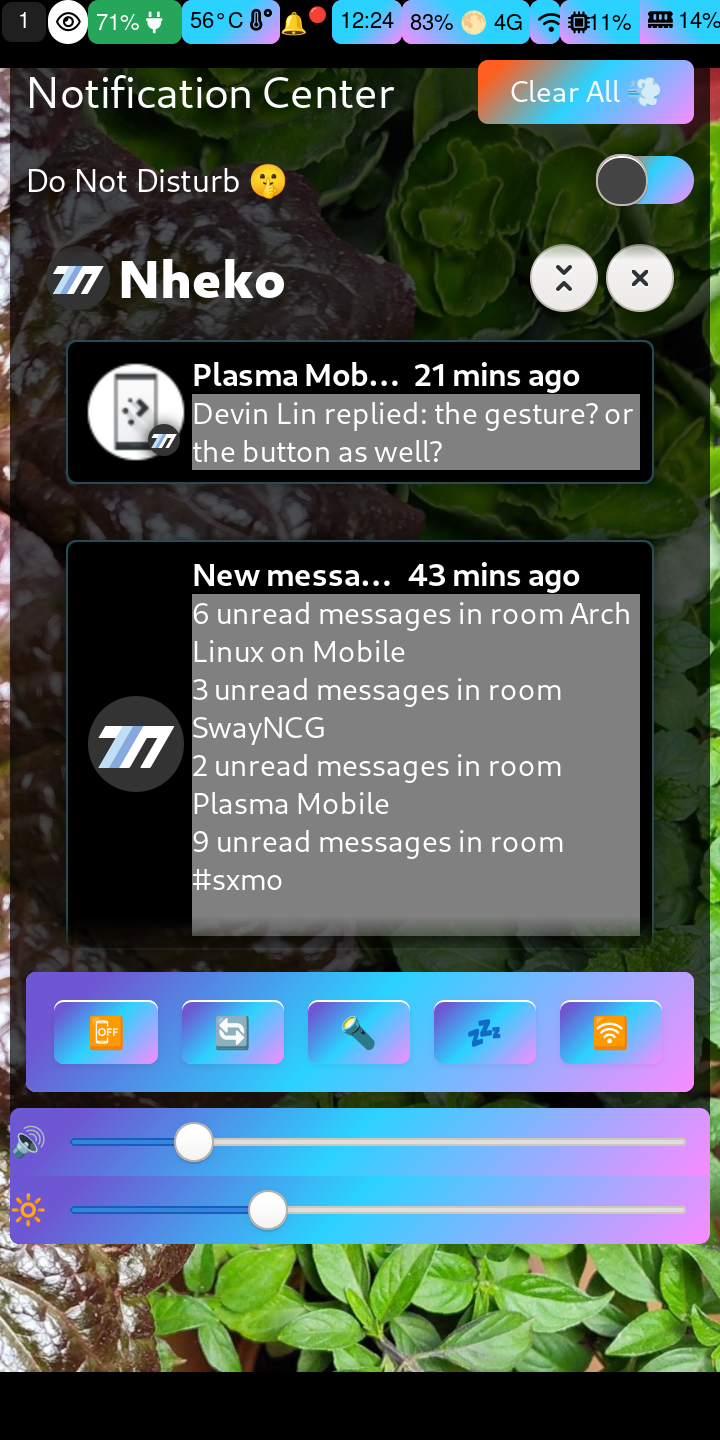 1 71% 56°C 12:24 83% 4G 11% 14%
Notification Center Clear All
Do Not Disturb
Nheko
Plasma Mob... 21 mins ago
Devin Lin replied: the gesture? or
the button as well?
New messa... 43 mins ago
6 unread messages in room Arch
Linux on Mobile
3 unread messages in room
SwayNCG
2 unread messages in room
Plasma Mobile
9 unread messages in room
#sxmo
OFF